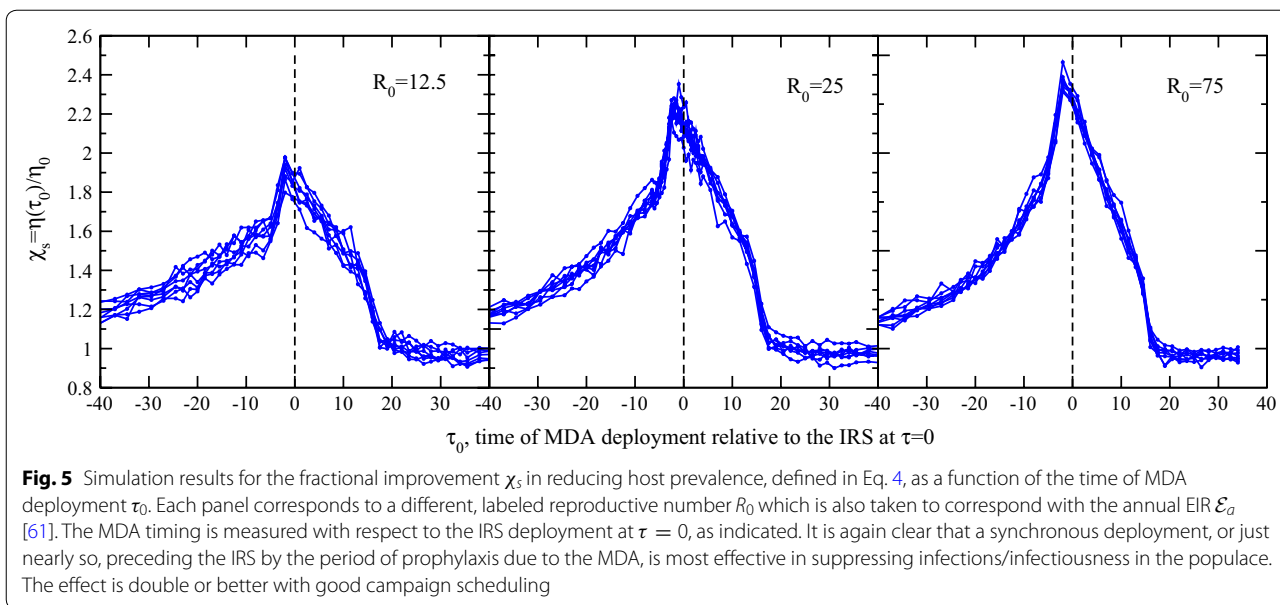 2.6
2.4
2.2
2
1.8
1.6
1.4
1.2
1
0.8
χs=η(τ0)/η0
R0=12.5
R0=25
R0=75
-40 -30 -20 -10 0 10 20 30 -40 -30 -20 -10 0 10 20 30 -40 -30 -20 -10 0 10 20 30 40
τ0, time of MDA deployment relative to the IRS at τ=0
Fig. 5 Simulation results for the fractional improvement χs in reducing host prevalence, defined in Eq. 4, as a function of the time of MDA
deployment τ0. Each panel corresponds to a different, labeled reproductive number R0 which is also taken to correspond with the annual EIR ℰa
[61]. The MDA timing is measured with respect to the IRS deployment at τ = 0, as indicated. It is again clear that a synchronous deployment, or just
nearly so, preceding the IRS by the period of prophylaxis due to the MDA, is most effective in suppressing infections/infectiousness in the populace.
The effect is double or better with good campaign scheduling